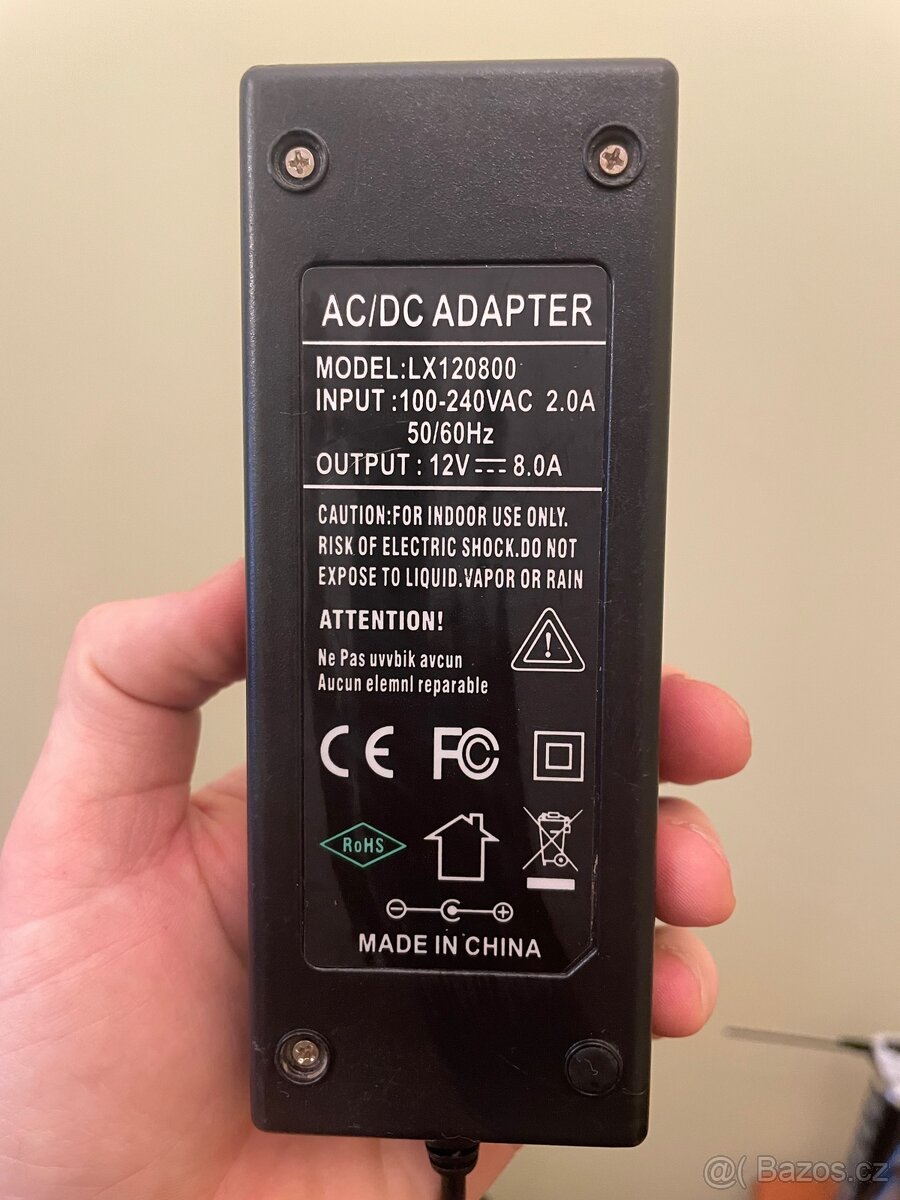 AC/DC ADAPTER
MODEL:LX120800
INPUT :100-240VAC 2.0A
50/60Hz
OUTPUT : 12V⎓8.0A
CAUTION:FOR INDOOR USE ONLY.
RISK OF ELECTRIC SHOCK.DO NOT
EXPOSE TO LIQUID.VAPOR OR RAIN
ATTENTION!
Ne Pas uvvbik avcun
Aucun elemnl reparable
CE FC
RoHS
MADE IN CHINA
@( Bazos.cz